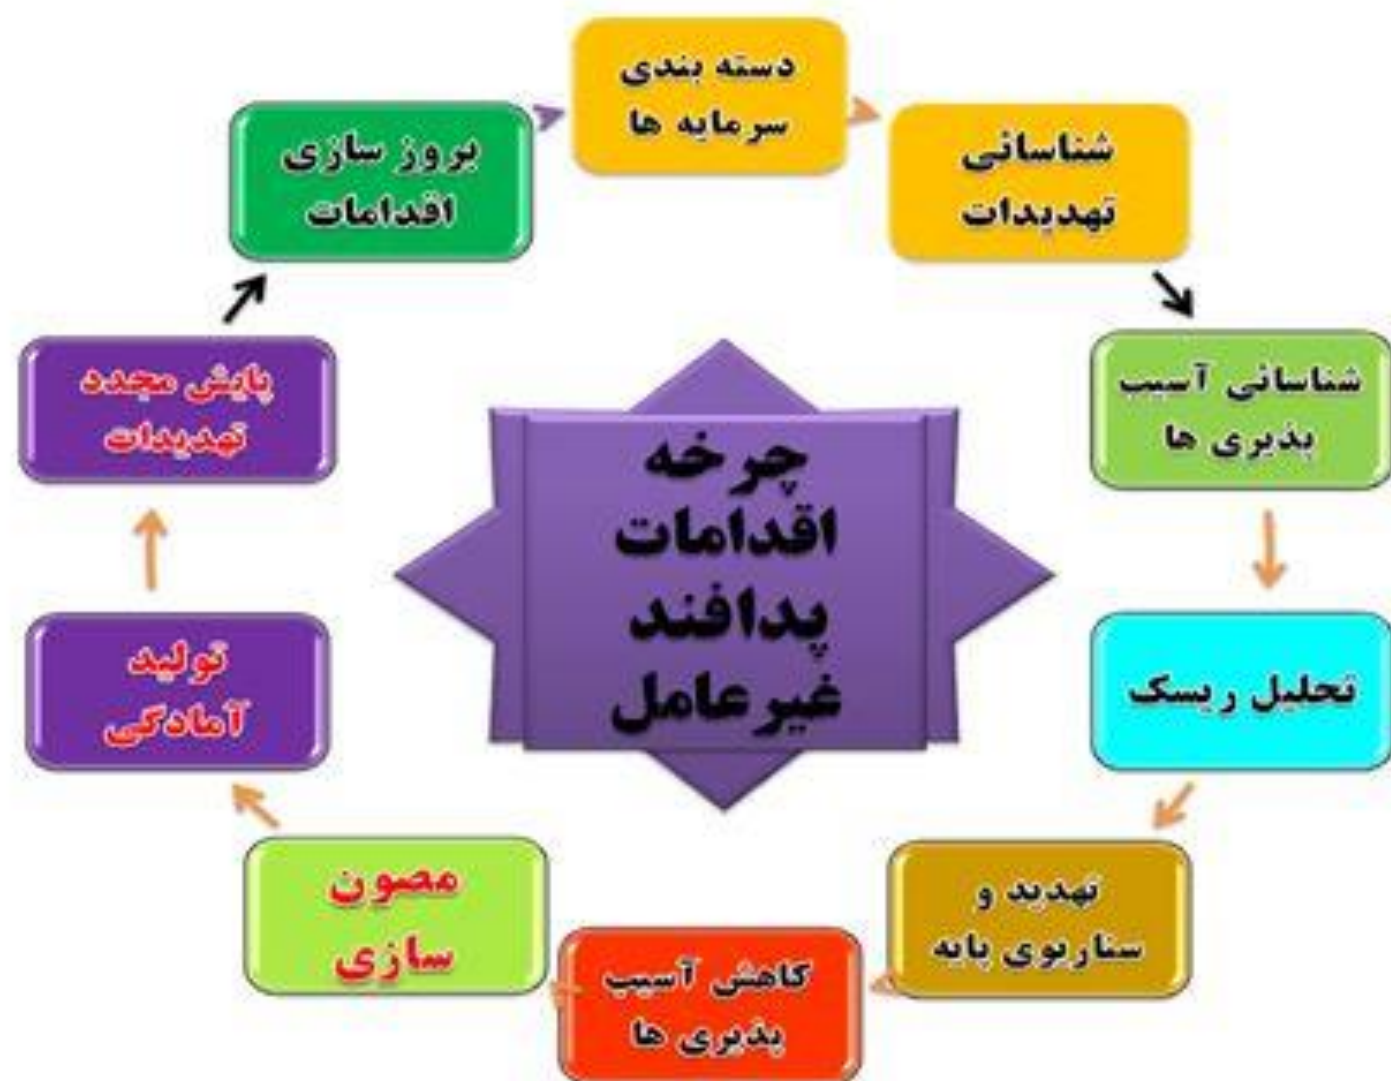 دسته بندی
سرمایه ها
شناسائی
تهدیدات
شناسائی آسیب
پذیری ها
تحلیل ریسک
تهدید و
سناریوی پایه
کاهش آسیب
پذیری ها
مصون
سازی
تولید
آمادگی
پایش مجدد
تهدیدات
بروز سازی
اقدامات
چرخه
اقدامات
پدافند
غیرعامل